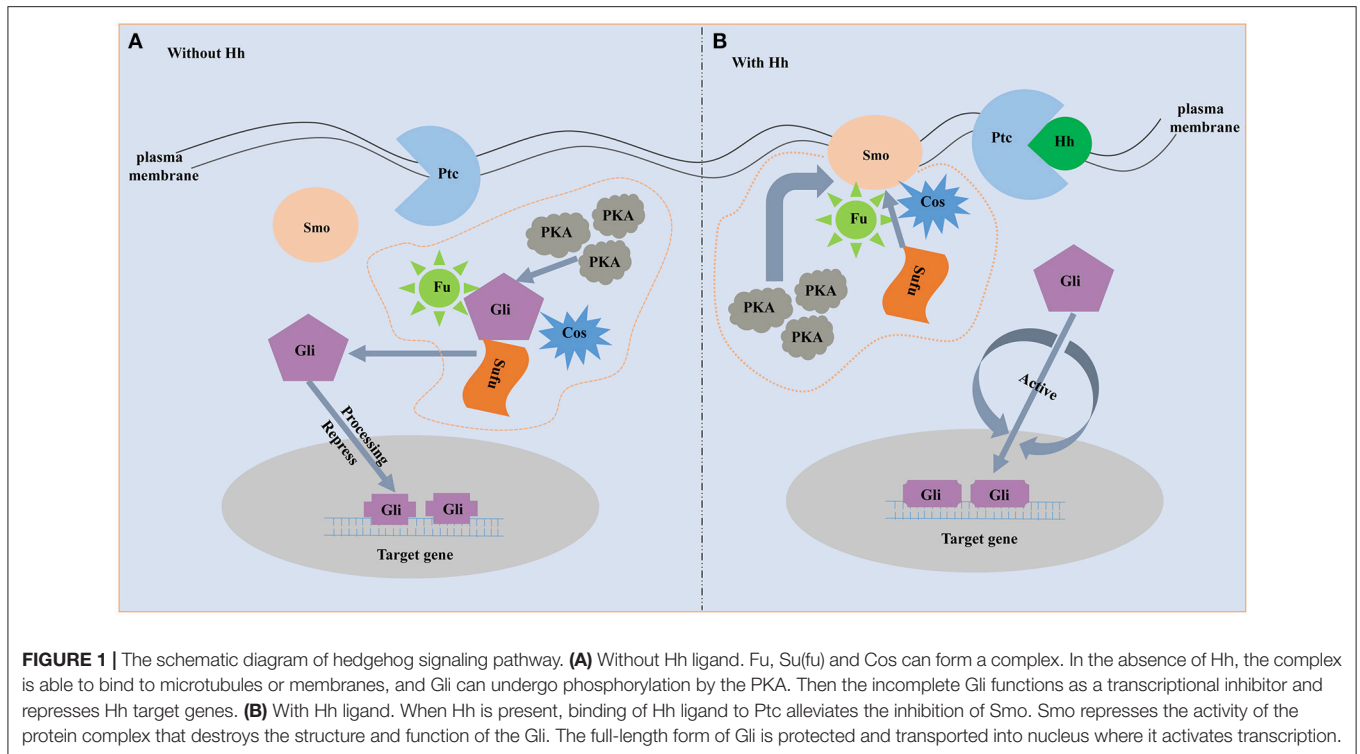 A
Without Hh
plasma
membrane
Ptc
Smo
PKA
PKA
PKA
Fu
Gli
Cos
Sufu
Gli
Processing
Repress
Gli
Gli
Target gene
B
With Hh
plasma
membrane
Ptc
Hh
Smo
Fu
Cos
Sufu
PKA
PKA
PKA
Gli
Active
Gli
Gli
Target gene
FIGURE 1 | The schematic diagram of hedgehog signaling pathway. (A) Without Hh ligand. Fu, Su(fu) and Cos can form a complex. In the absence of Hh, the complex
is able to bind to microtubules or membranes, and Gli can undergo phosphorylation by the PKA. Then the incomplete Gli functions as a transcriptional inhibitor and
represses Hh target genes. (B) With Hh ligand. When Hh is present, binding of Hh ligand to Ptc alleviates the inhibition of Smo. Smo represses the activity of the
protein complex that destroys the structure and function of the Gli. The full-length form of Gli is protected and transported into nucleus where it activates transcription.